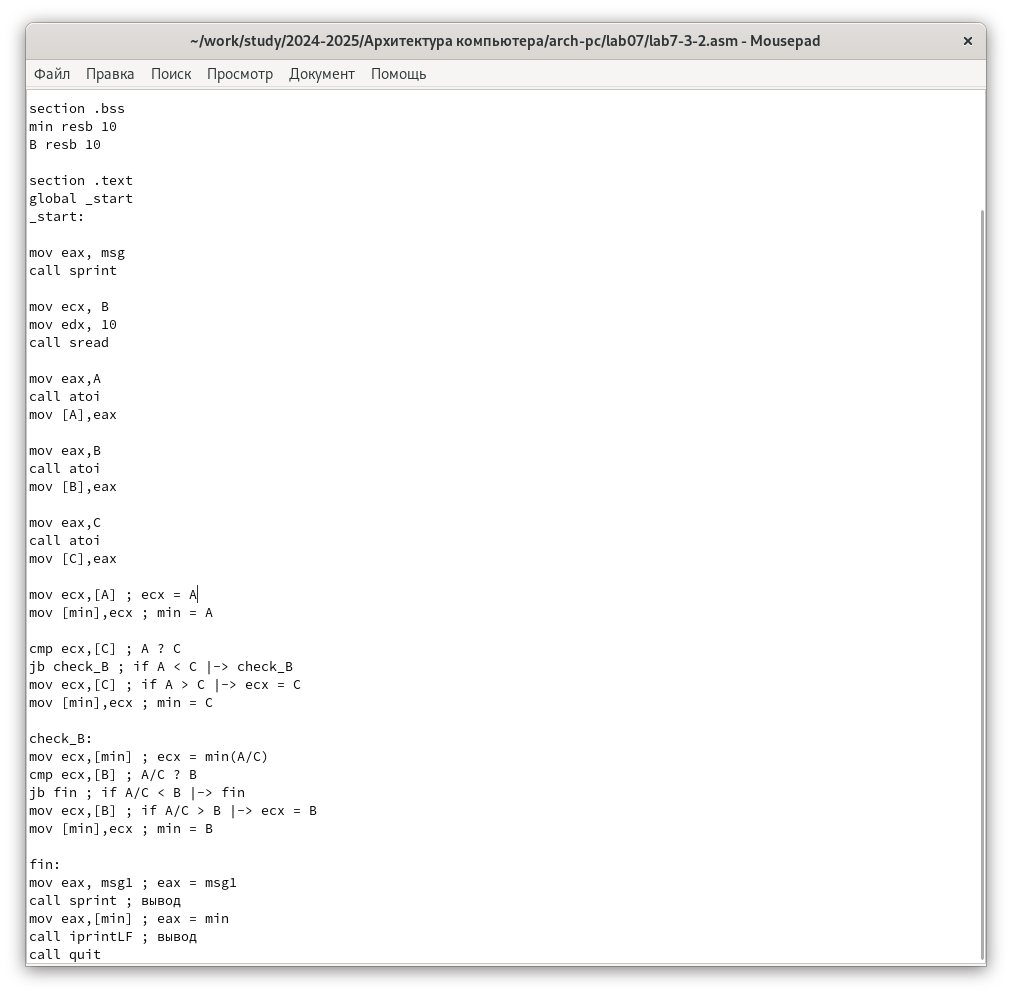 ~/work/study/2024-2025/Архитектура компьютера/arch-pc/lab07/lab7-3-2.asm - Mousepad
Файл Правка Поиск Просмотр Документ Помощь
section .bss
min resb 10
B resb 10
section .text
global _start
_start:
mov eax, msg
call sprint
mov ecx, B
mov edx, 10
call sread
mov eax,A
call atoi
mov [A],eax
mov eax,B
call atoi
mov [B],eax
mov eax,C
call atoi
mov [C],eax
mov ecx,[A] ; ecx = A
mov [min],ecx ; min = A
cmp ecx,[C] ; A ? C
jb check_B ; if A < C |-> check_B
mov ecx,[C] ; if A > C |-> ecx = C
mov [min],ecx ; min = C
check_B:
mov ecx,[min] ; ecx = min(A/C)
cmp ecx,[B] ; A/C ? B
jb fin ; if A/C < B |-> fin
mov ecx,[B] ; if A/C > B |-> ecx = B
mov [min],ecx ; min = B
fin:
mov eax, msg1 ; eax = msg1
call sprint ; вывод
mov eax,[min] ; eax = min
call iprintLF ; вывод
call quit